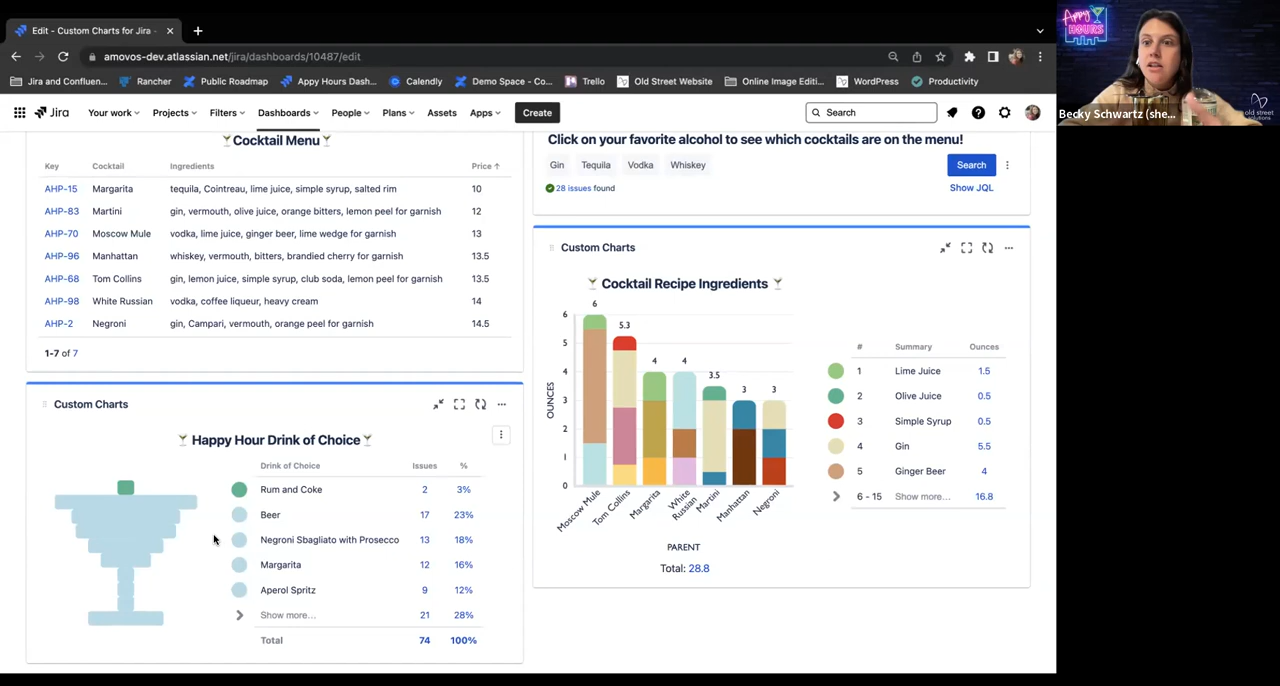 Edit - Custom Charts for Jira -
amovos-dev.atlassian.net/jira/dashboards/10487/edit
Jira and Confluen... Rancher Public Roadmap Appy Hours Dash... Calendly Demo Space - Co... Trello Old Street Website Online Image Editi... WordPress Productivity
Jira Your work Projects Filters Dashboards People Plans Assets Apps Create Search
Appy
HOURS
Becky Schwartz (she...
old street
solutions
Cocktail Menu
Key Cocktail Ingredients Price
AHP-15 Margarita tequila, Cointreau, lime juice, simple syrup, salted rim 10
AHP-83 Martini gin, vermouth, olive juice, orange bitters, lemon peel for garnish 12
AHP-70 Moscow Mule vodka, lime juice, ginger beer, lime wedge for garnish 13
AHP-96 Manhattan whiskey, vermouth, bitters, brandied cherry for garnish 13.5
AHP-68 Tom Collins gin, lemon juice, simple syrup, club soda, lemon peel for garnish 13.5
AHP-98 White Russian vodka, coffee liqueur, heavy cream 14
AHP-2 Negroni gin, Campari, vermouth, orange peel for garnish 14.5
1-7 of 7
Custom Charts
Happy Hour Drink of Choice
Drink of Choice Issues %
Rum and Coke 2 3%
Beer 17 23%
Negroni Sbagliato with Prosecco 13 18%
Margarita 12 16%
Aperol Spritz 9 12%
Show more... 21 28%
Total 74 100%
Click on your favorite alcohol to see which cocktails are on the menu!
Gin Tequila Vodka Whiskey Search
28 issues found Show JQL
Custom Charts
Cocktail Recipe Ingredients
6 5.3 4 4 3.5 3 3
6
5
4
3
2
1
0
OUNCES
Moscow Mule
Tom Collins
Margarita
White
Russian
Martini
Manhattan
Negroni
PARENT
Total: 28.8
# Summary Ounces
1 Lime Juice 1.5
2 Olive Juice 0.5
3 Simple Syrup 0.5
4 Gin 5.5
5 Ginger Beer 4
6 - 15 Show more... 16.8